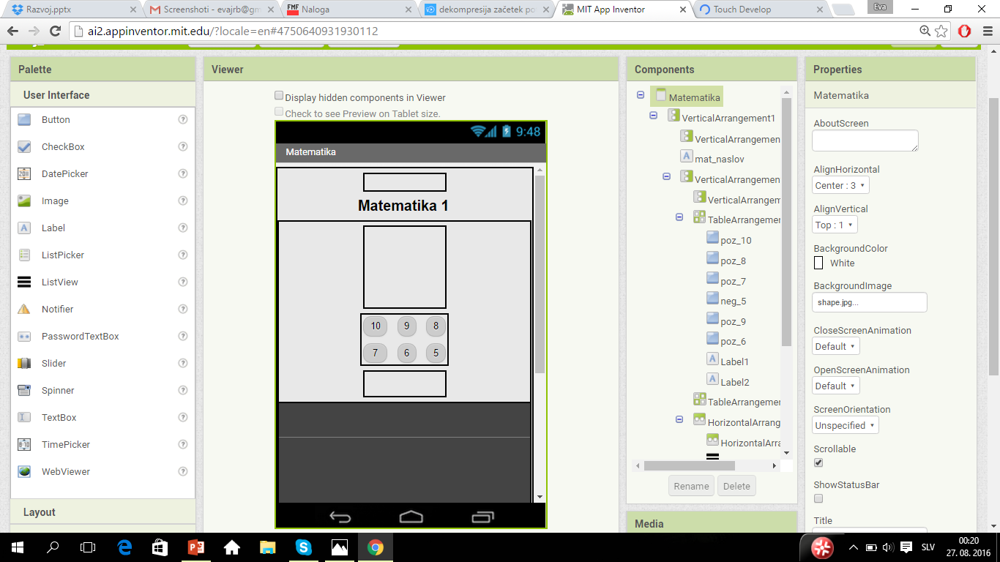 Razvoj.pptx
Screenshoti - evajrb@gm
FMF Naloga
dekompresija začetek po
MIT App Inventor
Touch Develop
Eva
ai2.appinventor.mit.edu/?locale=en#4750640931930112
Palette
User Interface
Button
CheckBox
DatePicker
Image
Label
ListPicker
ListView
Notifier
PasswordTextBox
Slider
Spinner
TextBox
TimePicker
WebViewer
Layout
Viewer
Display hidden components in Viewer
Check to see Preview on Tablet size.
9:48
Matematika
Matematika 1
10 9 8
7 6 5
Components
Matematika
VerticalArrangement1
VerticalArrangemen
mat_naslov
VerticalArrangemen
VerticalArrangem
TableArrangemer
poz_10
poz_8
poz_7
neg_5
poz_9
poz_6
Label1
Label2
TableArrangemer
HorizontalArrang
HorizontalArra
Rename Delete
Media
Properties
Matematika
AboutScreen
AlignHorizontal
Center : 3
AlignVertical
Top : 1
BackgroundColor
White
BackgroundImage
shape.jpg...
CloseScreenAnimation
Default
OpenScreenAnimation
Default
ScreenOrientation
Unspecified
Scrollable
ShowStatusBar
Title
SLV
00:20
27. 08. 2016